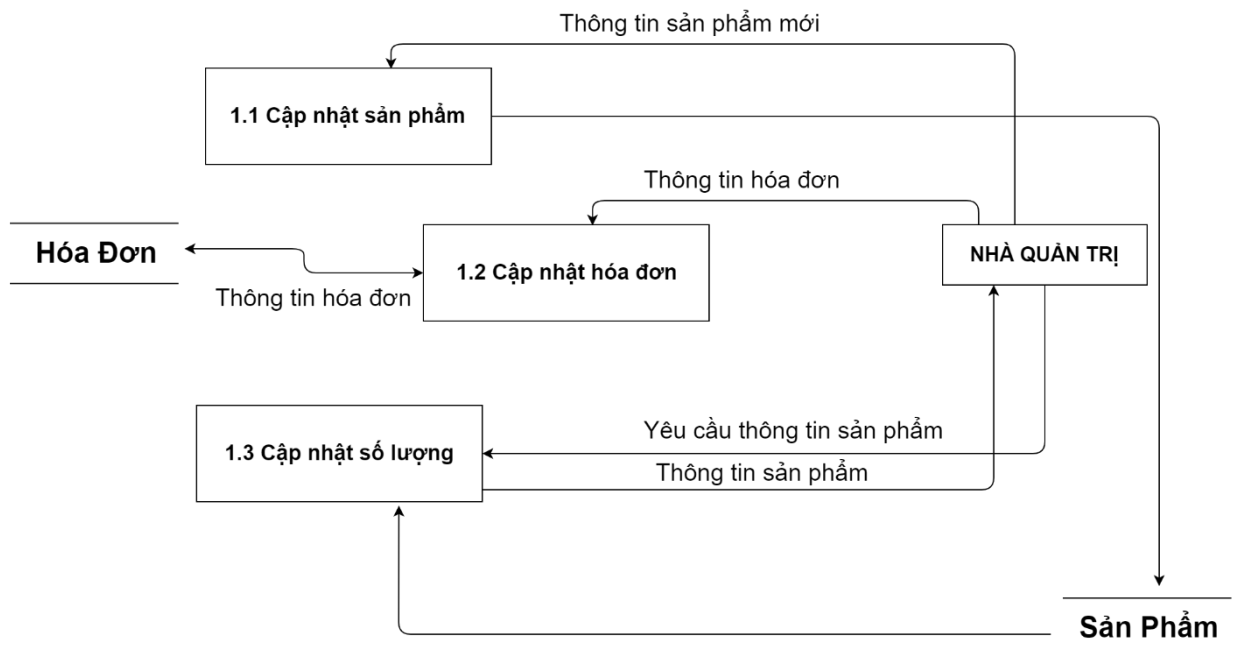 Thông tin sản phẩm mới
1.1 Cập nhật sản phẩm
Thông tin hóa đơn
Hóa Đơn
1.2 Cập nhật hóa đơn
NHÀ QUẢN TRỊ
Thông tin hóa đơn
Yêu cầu thông tin sản phẩm
1.3 Cập nhật số lượng
Thông tin sản phẩm
Sản Phẩm